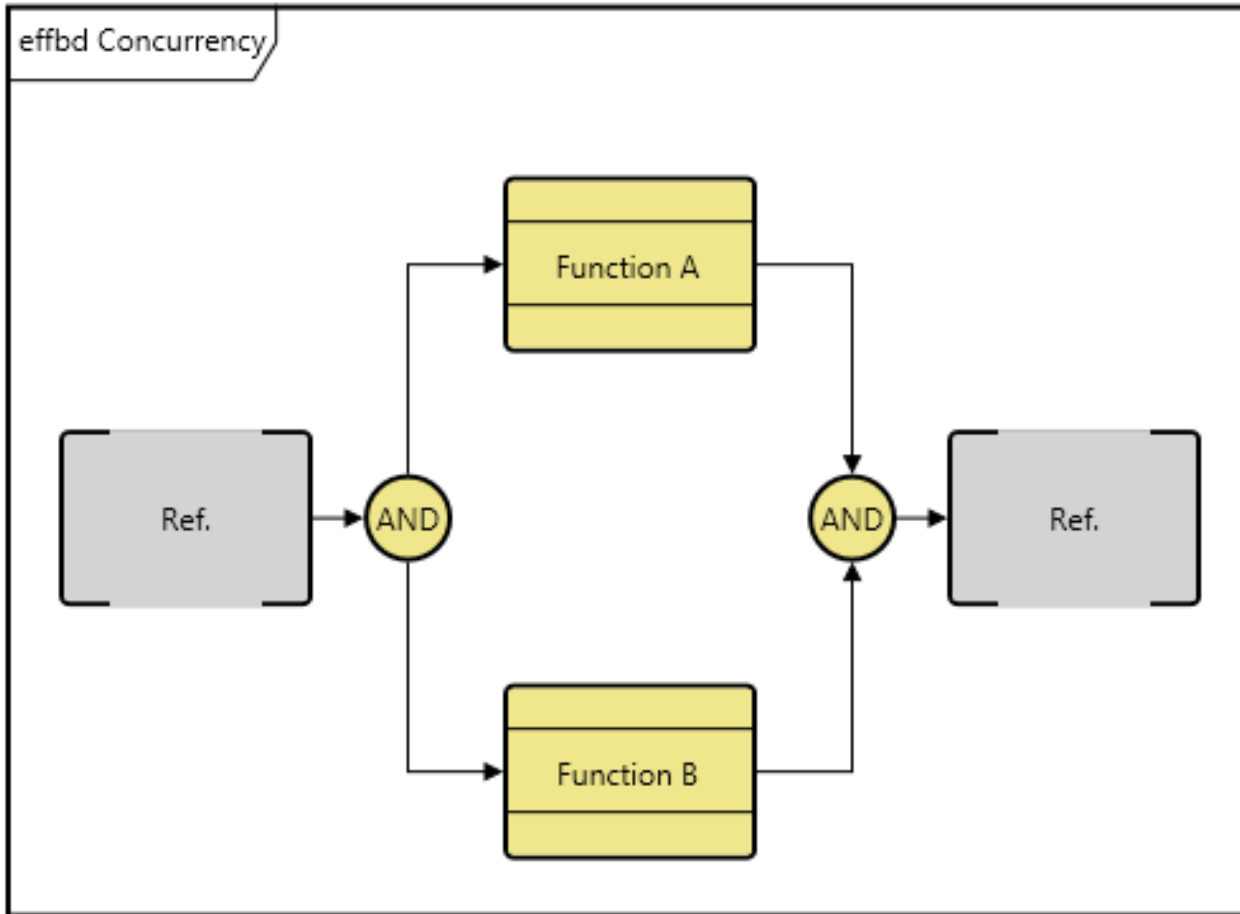 effbd Concurrency
Function A
Ref.
AND
AND
Ref.
Function B